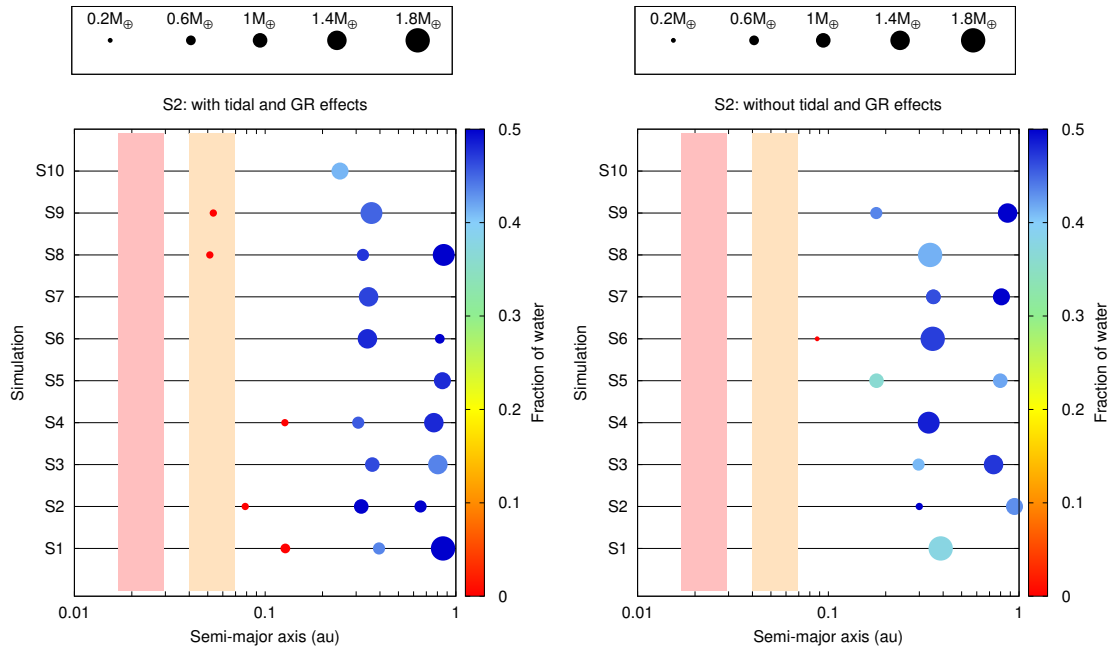 0.2M⊕ 0.6M⊕ 1M⊕ 1.4M⊕ 1.8M⊕
S2: with tidal and GR effects
S10
S9
S8
S7
S6
S5
S4
S3
S2
S1
Simulation
0.01 0.1 1
Semi-major axis (au)
0.5
0.4
0.3
0.2
0.1
0
Fraction of water
0.2M⊕ 0.6M⊕ 1M⊕ 1.4M⊕ 1.8M⊕
S2: without tidal and GR effects
S10
S9
S8
S7
S6
S5
S4
S3
S2
S1
Simulation
0.01 0.1 1
Semi-major axis (au)
0.5
0.4
0.3
0.2
0.1
0
Fraction of water